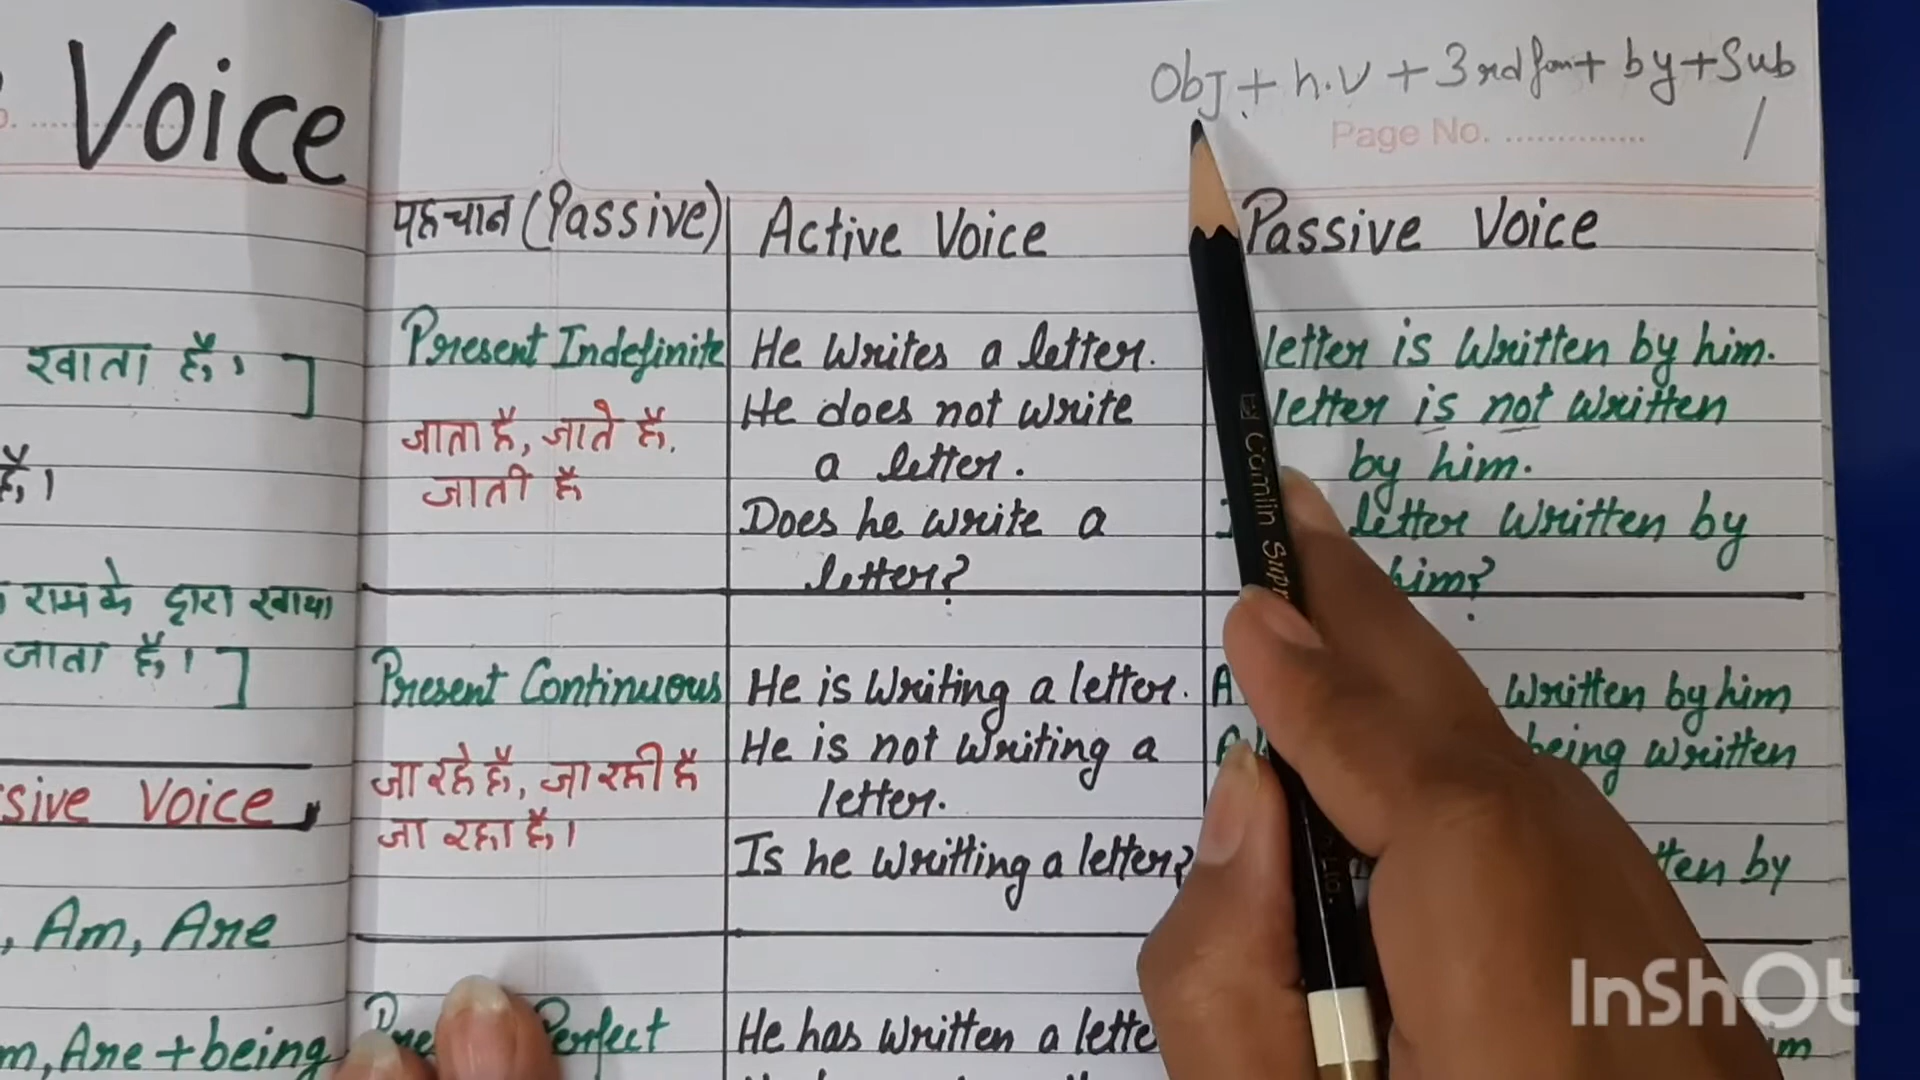 Voice
खाता है।
है।
राम के द्वारा खाया
जाता है।
sive Voice
, Am, Are
m, Are + being
Obj + h.v + 3rd form + by + Sub
Page No.
पहचान (Passive) Active Voice Passive Voice
Present Indefinite He writes a letter. letter is written by him.
जाता है, जाते हैं, He does not write letter is not written
जाती है a letter. by him.
Does he write a letter written by
letter? him?
Present Continuous He is writing a letter. A written by him
जा रहे हैं, जा रही है He is not writing a being written
जा रहा है। letter.
Is he writting a letter? tten by
Perfect He has written a lette
im
Camlin Supr
InShOt